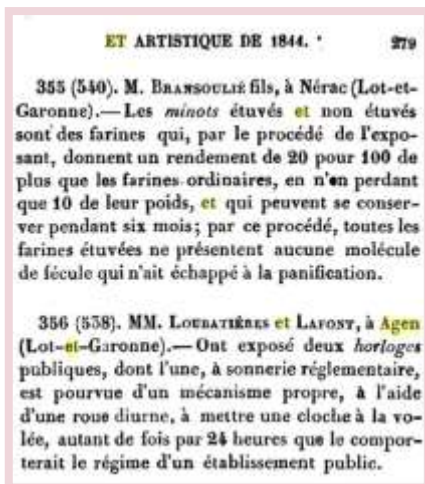 ET ARTISTIQUE DE 1844. 279
355 (540). M. BRANSOULIÉ fils, à Nérac (Lot-et-
Garonne).—Les minots étuvés et non étuvés
sont des farines qui, par le procédé de l'expo-
sant, donnent un rendement de 20 pour 100 de
plus que les farines ordinaires, en n'en perdant
que 10 de leur poids, et qui peuvent se conser-
ver pendant six mois; par ce procédé, toutes les
farines étuvées ne présentent aucune molécule
de fécule qui n'ait échappé à la panification.
356 (538). MM. LOUBATIÈRES et LAFONT, à Agen
(Lot-et-Garonne).—Ont exposé deux horloges
publiques, dont l'une, à sonnerie réglementaire,
est pourvue d'un mécanisme propre, à l'aide
d'une roue diurne, à mettre une cloche à la vo-
lée, autant de fois par 24 heures que le compor-
terait le régime d'un établissement public.